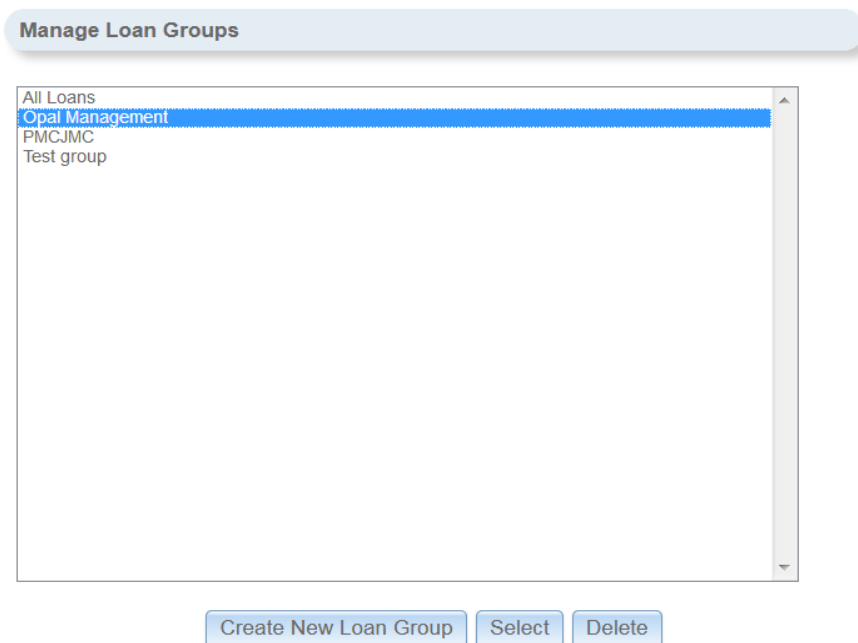 Manage Loan Groups
All Loans
Opal Management
PMCJMC
Test group
Create New Loan Group Select Delete